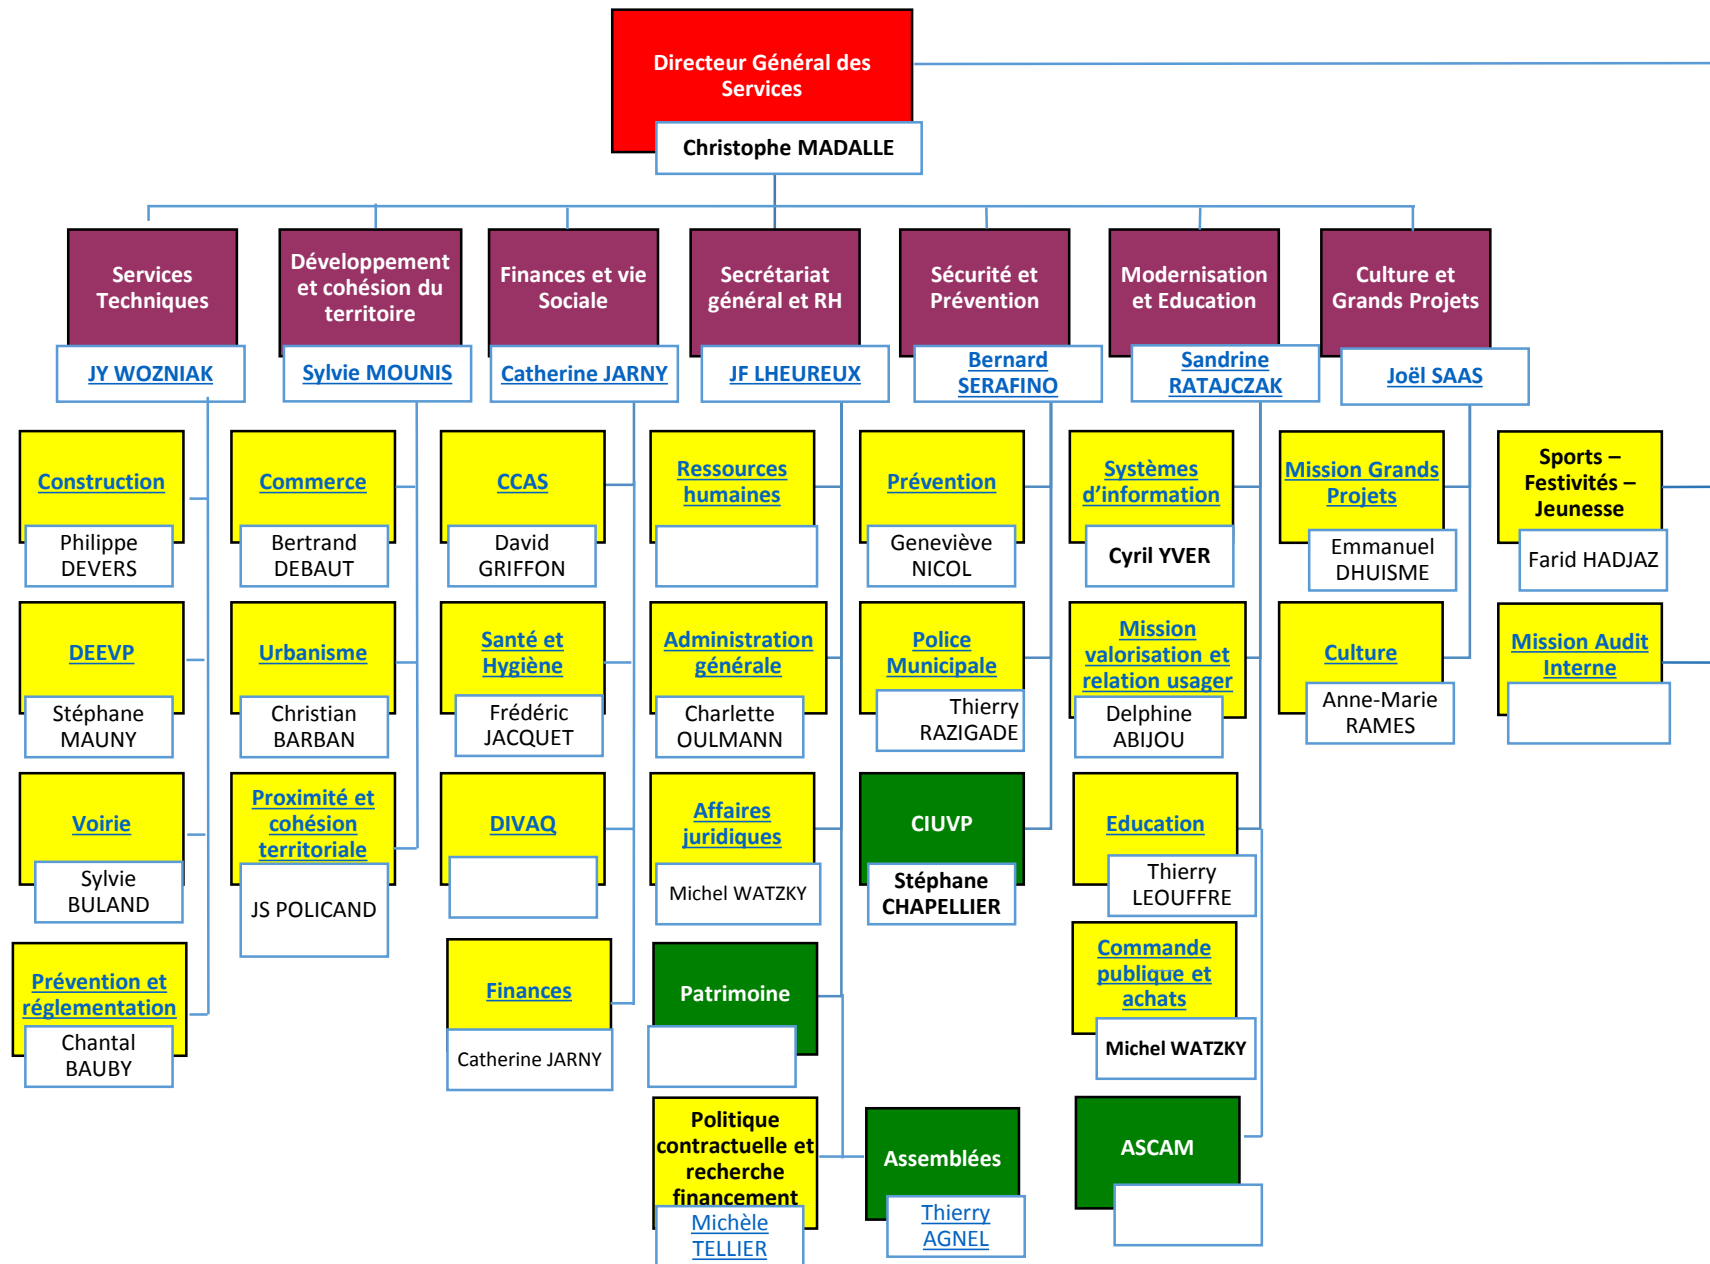 Directeur Général des
Services
Christophe MADALLE
Services
Techniques
JY WOZNIAK
Développement
et cohésion du
territoire
Sylvie MOUNIS
Finances et vie
Sociale
Catherine JARNY
Secrétariat
général et RH
JF LHEUREUX
Sécurité et
Prévention
Bernard
SERAFINO
Modernisation
et Education
Sandrine
RATAJCZAK
Culture et
Grands Projets
Joël SAAS
Construction
Philippe
DEVERS
Commerce
Bertrand
DEBAUT
CCAS
David
GRIFFON
Ressources
humaines
Prévention
Geneviève
NICOL
Systèmes
d’information
Cyril YVER
Mission Grands
Projets
Emmanuel
DHUISME
Sports –
Festivités –
Jeunesse
Farid HADJAZ
DEEVP
Stéphane
MAUNY
Urbanisme
Christian
BARBAN
Santé et
Hygiène
Frédéric
JACQUET
Administration
générale
Charlette
OULMANN
Police
Municipale
Thierry
RAZIGADE
Mission
valorisation et
relation usager
Delphine
ABIJOU
Culture
Anne-Marie
RAMES
Mission Audit
Interne
Voirie
Sylvie
BULAND
Proximité et
cohésion
territoriale
JS POLICAND
DIVAQ
Affaires
juridiques
Michel WATZKY
CIUVP
Stéphane
CHAPELLIER
Education
Thierry
LEOUFFRE
Prévention et
réglementation
Chantal
BAUBY
Finances
Catherine JARNY
Patrimoine
Commande
publique et
achats
Michel WATZKY
Politique
contractuelle et
recherche
financement
Michèle
TELLIER
Assemblées
Thierry
AGNEL
ASCAM